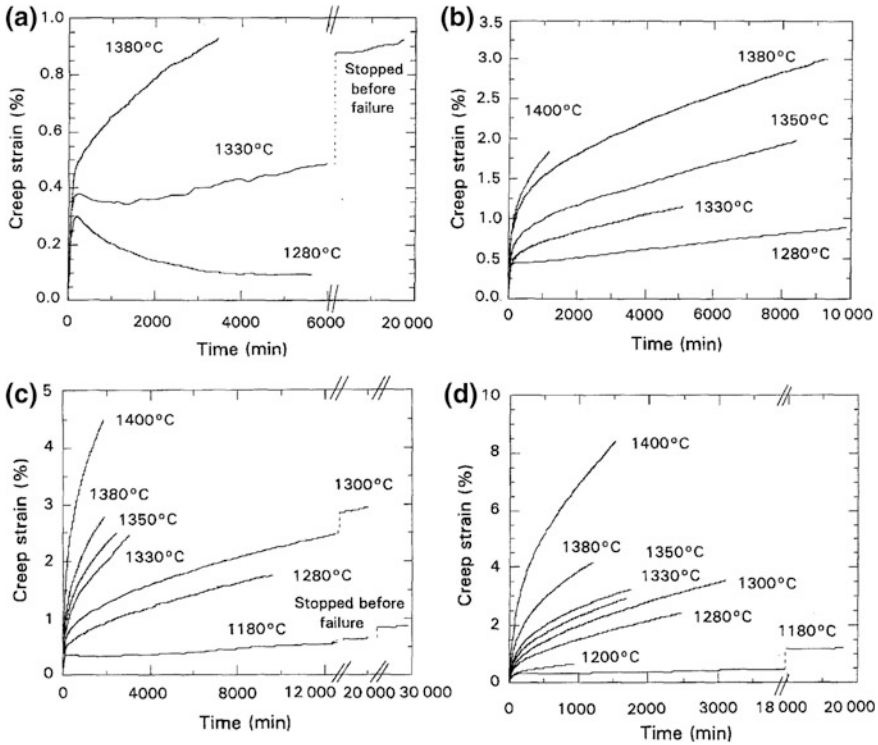 (a)
1.0
0.8
0.6
0.4
0.2
0.1
0.0
Creep strain (%)
1380°C
1330°C
1280°C
Stopped
before
failure
0
2000
4000
6000
20 000
Time (min)
(b)
3.5
3.0
2.5
2.0
1.5
1.0
0.5
0.0
Creep strain (%)
1400°C
1380°C
1350°C
1330°C
1280°C
0
2000
4000
6000
8000
10 000
Time (min)
(c)
5
4
3
2
1
0
Creep strain (%)
1400°C
1380°C
1350°C
1330°C
1300°C
1280°C
Stopped before
failure
1180°C
0
4000
8000
12 000
20 000
30 000
Time (min)
(d)
10
8
6
4
2
0
Creep strain (%)
1400°C
1380°C
1350°C
1330°C
1300°C
1280°C
1180°C
1200°C
0
1000
2000
3000
18 000
20 000
Time (min)